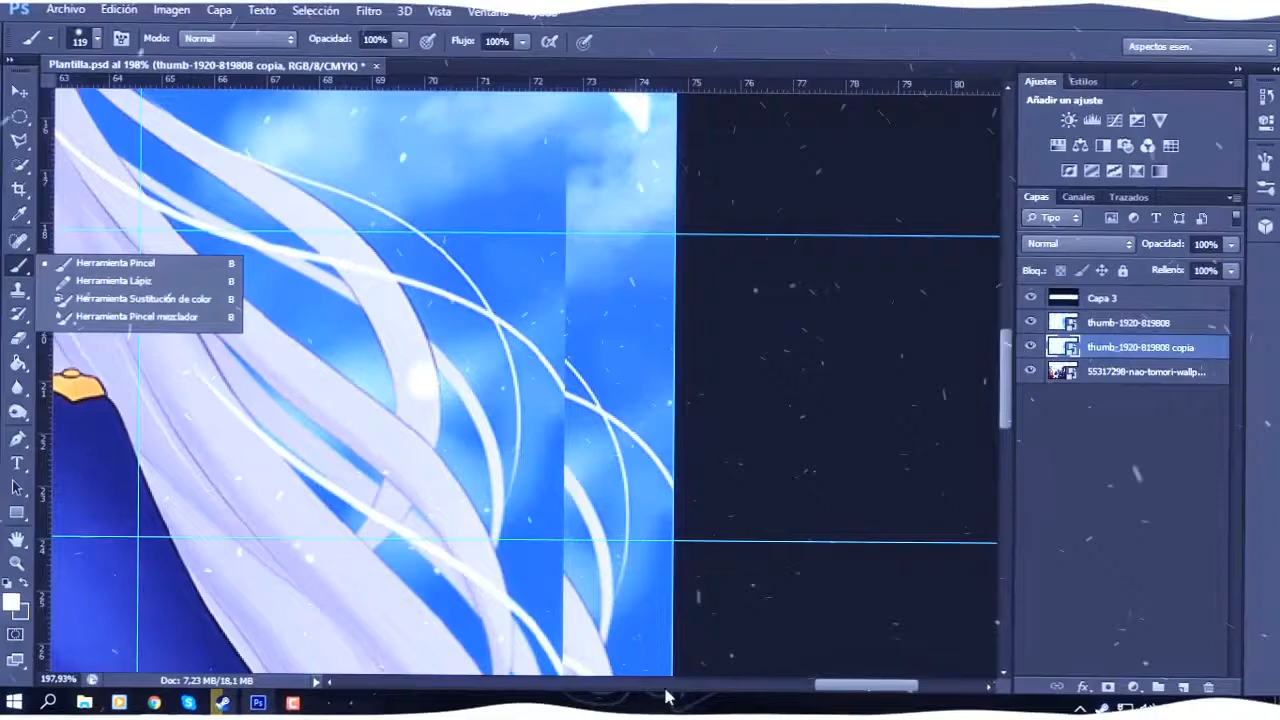 Ps Archivo Edición Imagen Capa Texto Selección Filtro 3D Vista Ventana
119 Modo: Normal Opacidad: 100% Flujo: 100% Aspectos esen.
Plantilla.psd al 198% (thumb-1920-819808 copia, RGB/8/CMYK) * ×
63 64 65 66 67 68 69 70 71 72 73 74 75 76 77 78 79 80
Ajustes Estilos
Añadir un ajuste
Capas Canales Trazados
Tipo
Normal Opacidad: 100%
Bloq.: Relleno: 100%
Herramienta Pincel B
Herramienta Lápiz B
Herramienta Sustitución de color B
Herramienta Pincel mezclador B
Capa 3
thumb-1920-819808
thumb-1920-819808 copia
55317298-nao-tomori-wallp...
197,93% Doc: 7,23 MB/18,1 MB
fx
Ps